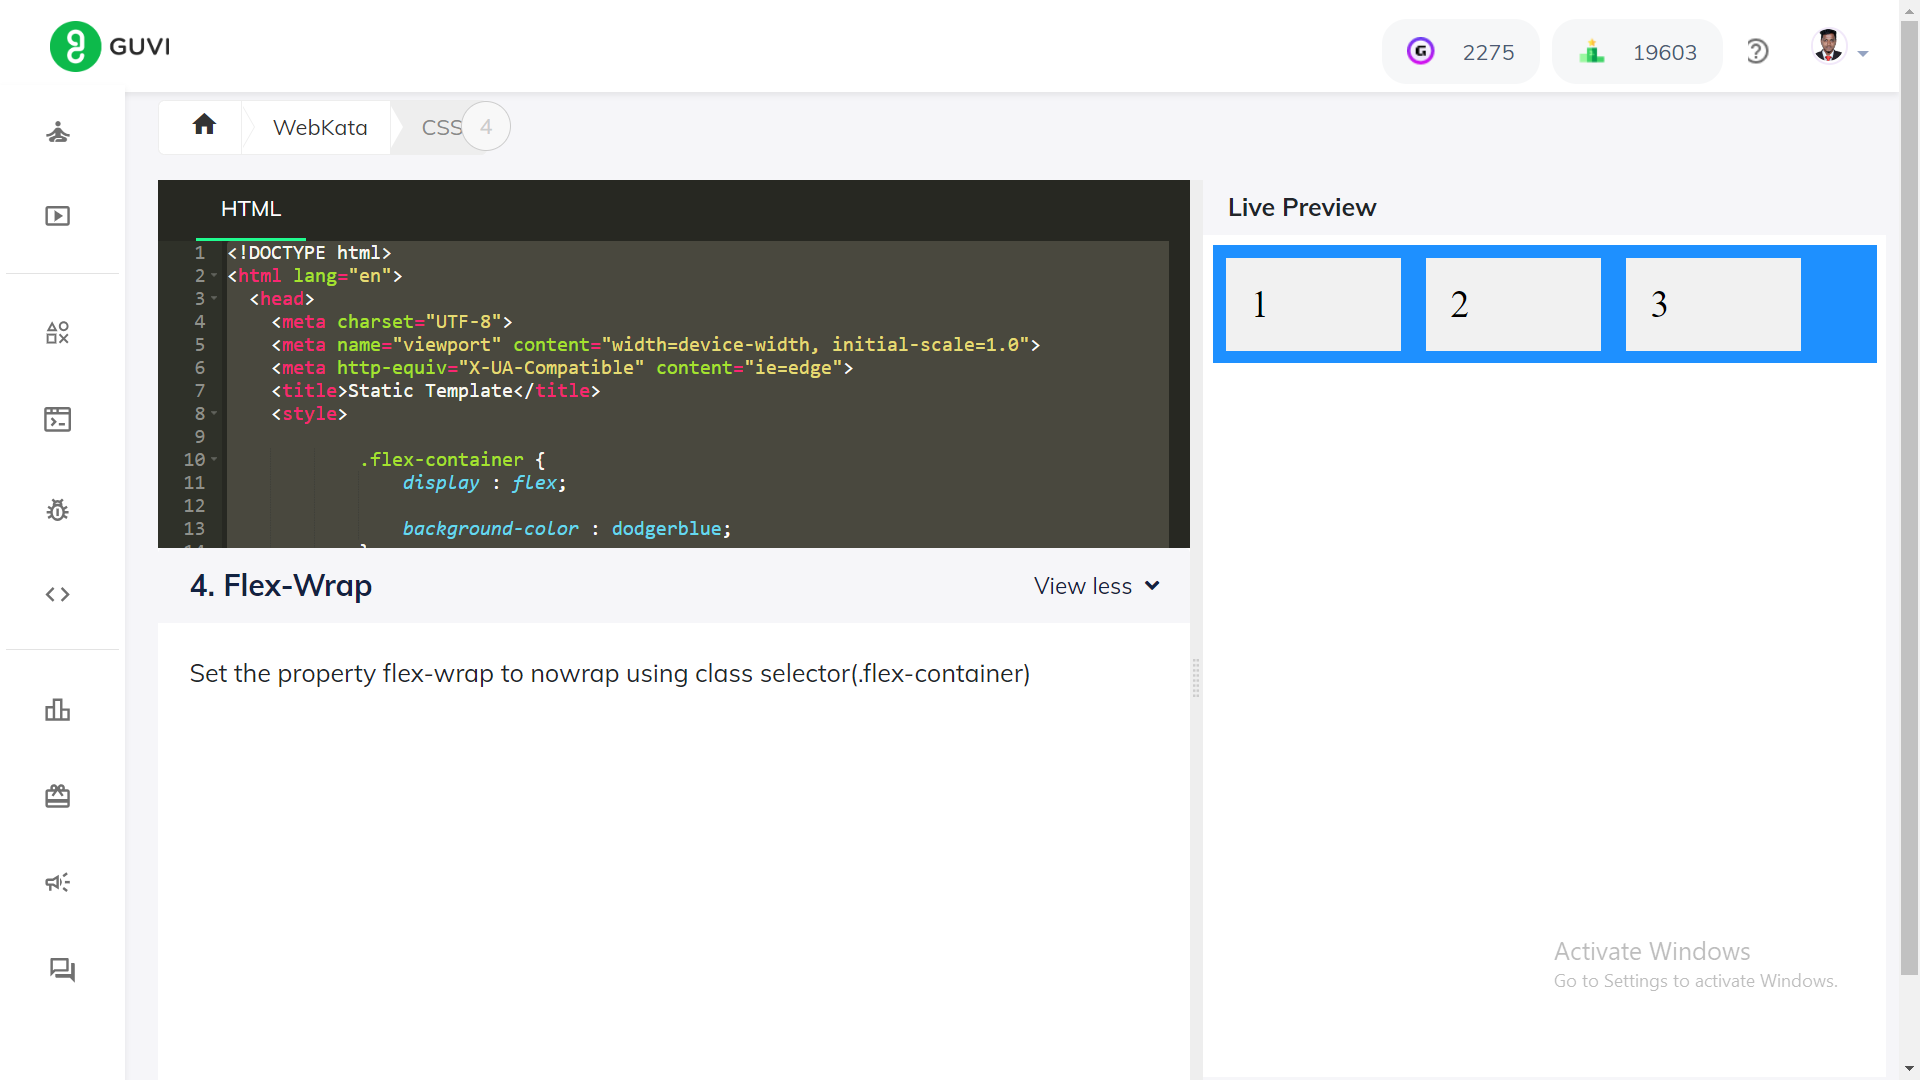 GUVI
2275
19603
WebKata
CSS
4
HTML
Live Preview
1 <!DOCTYPE html>
2 <html lang="en">
3 <head>
4 <meta charset="UTF-8">
5 <meta name="viewport" content="width=device-width, initial-scale=1.0">
6 <meta http-equiv="X-UA-Compatible" content="ie=edge">
7 <title>Static Template</title>
8 <style>
9
10 .flex-container {
11 display : flex;
12
13 background-color : dodgerblue;
14 }
1
2
3
4. Flex-Wrap
View less
Set the property flex-wrap to nowrap using class selector(.flex-container)
Activate Windows
Go to Settings to activate Windows.